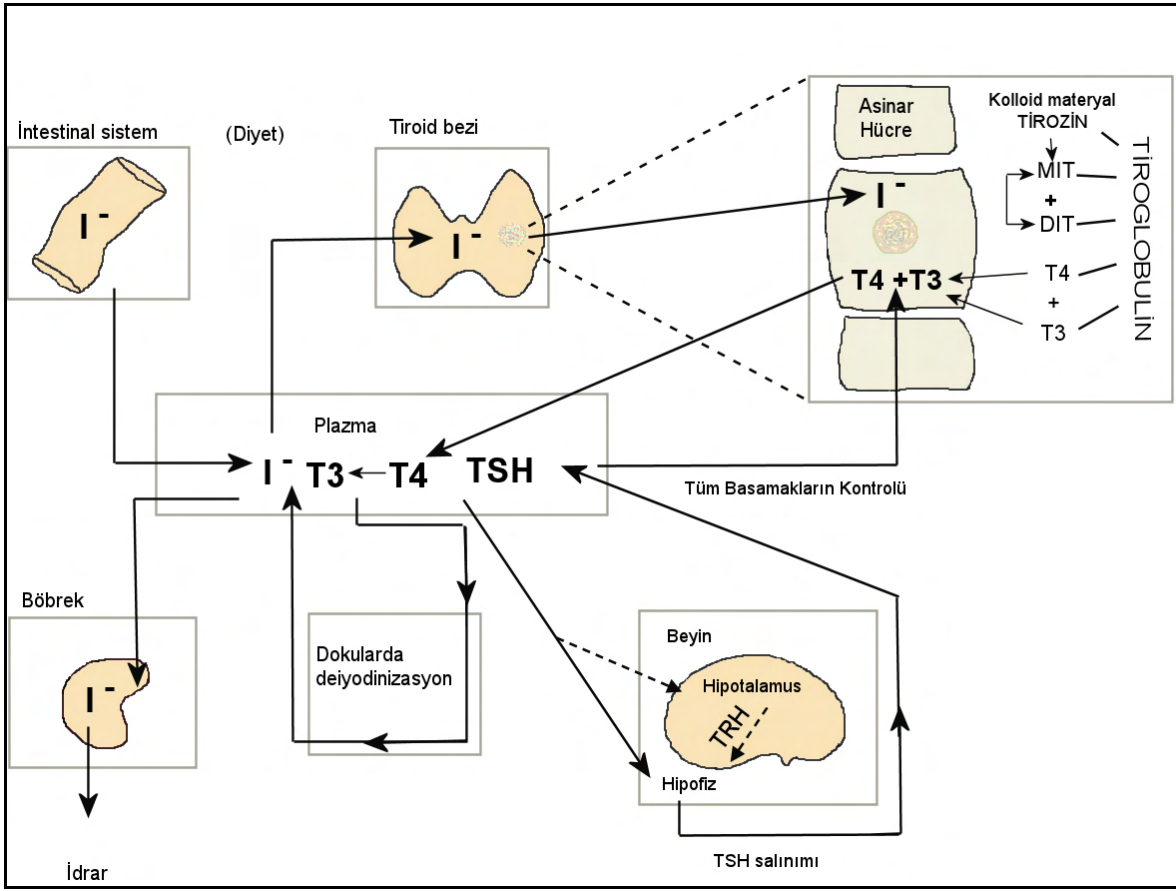 İntestinal sistem
(Diyet)
Tiroid bezi
Asinar
Hücre
Kolloid materyal
TİROZİN
MIT
+
DIT
T4
+
T3
TİROGLOBULİN
I -
I -
I -
T4 +T3
Plazma
I - T3 T4 TSH
Tüm Basamakların Kontrolü
Böbrek
I -
İdrar
Dokularda
deiyodinizasyon
Beyin
Hipotalamus
TRH
Hipofiz
TSH salınımı